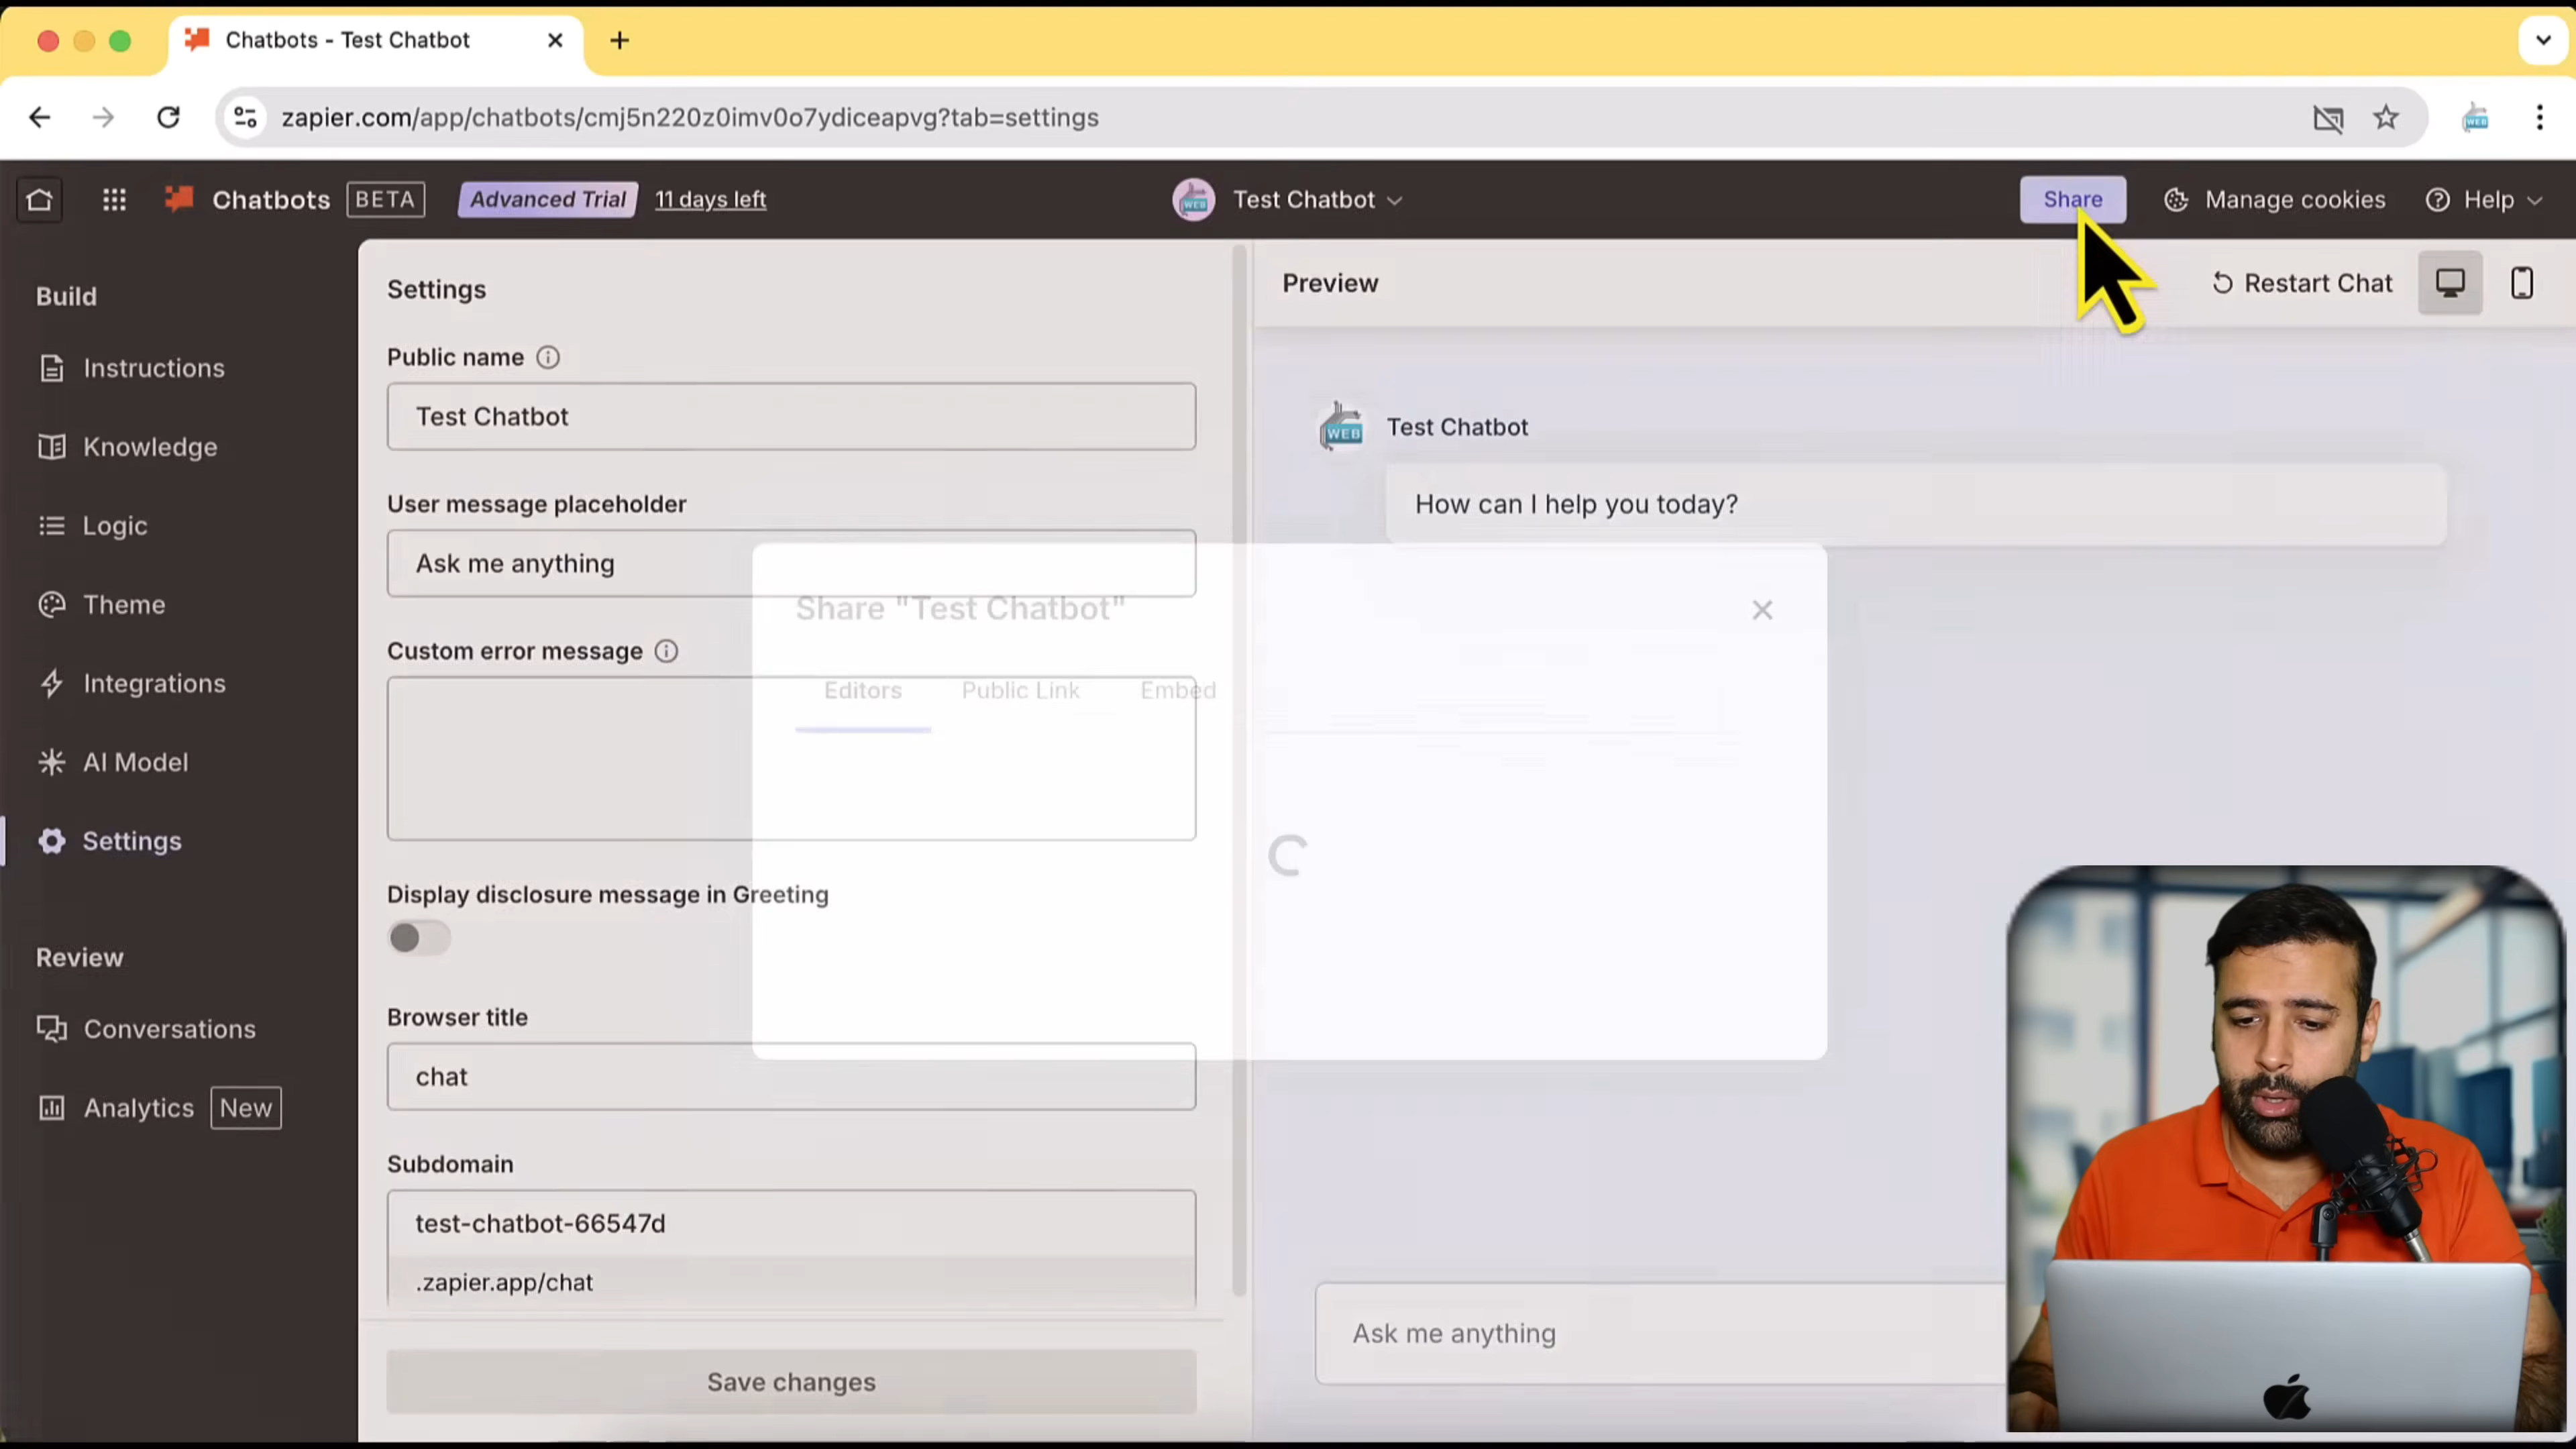 Chatbots - Test Chatbot
zapier.com/app/chatbots/cmj5n220z0imv0o7ydiceapvg?tab=settings
WEB
Chatbots
BETA
Advanced Trial
11 days left
WEB
Test Chatbot
Share
Manage cookies
Help
Build
Instructions
Knowledge
Logic
Theme
Integrations
AI Model
Settings
Review
Conversations
Analytics
New
Settings
Public name
Test Chatbot
User message placeholder
Ask me anything
Custom error message
Display disclosure message in Greeting
Browser title
chat
Subdomain
test-chatbot-66547d
.zapier.app/chat
Save changes
Share "Test Chatbot"
Editors
Public Link
Embed
Preview
Restart Chat
WEB
Test Chatbot
How can I help you today?
Ask me anything